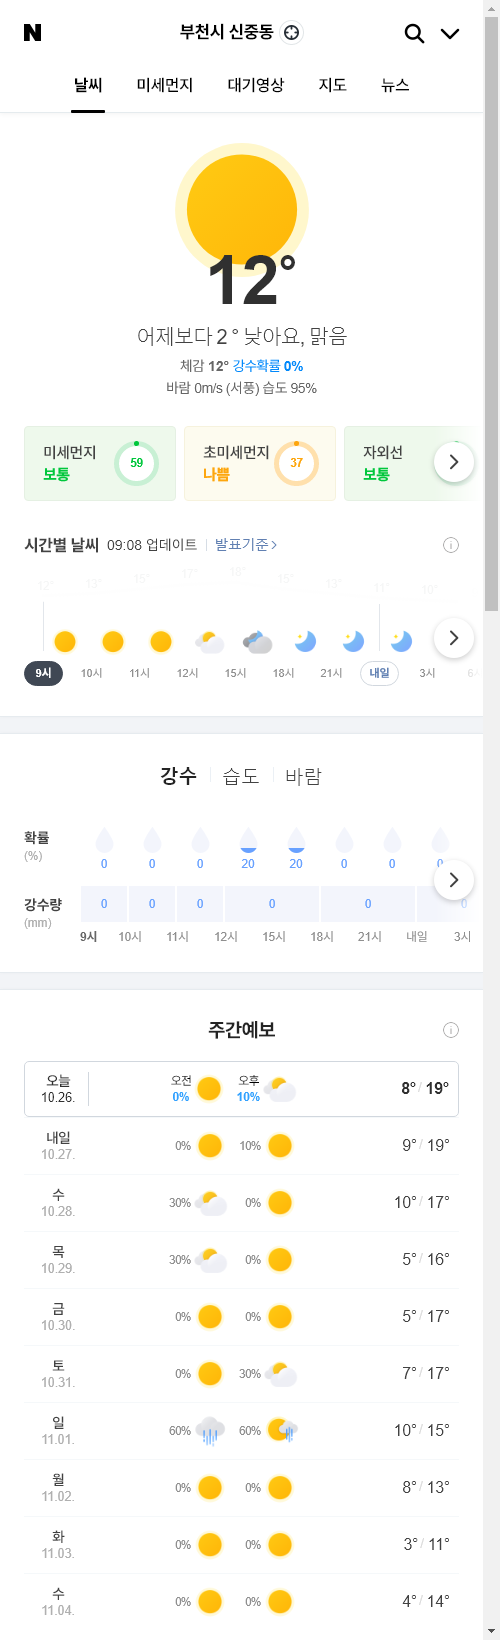 N 부천시 신중동
날씨 미세먼지 대기영상 지도 뉴스
12°
어제보다 2 ° 낮아요, 맑음
체감 12° 강수확률 0%
바람 0m/s (서풍) 습도 95%
미세먼지 보통 59
초미세먼지 나쁨 37
자외선 보통
시간별 날씨 09:08 업데이트 발표기준
12° 13° 15° 17° 18° 15° 13° 11° 10°
9시 10시 11시 12시 15시 18시 21시 내일 3시
강수 습도 바람
확률 (%)
0 0 0 20 20 0 0 0
강수량 (mm)
0 0 0 0 0 0
9시 10시 11시 12시 15시 18시 21시 내일 3시
주간예보
오늘 10.26. 오전 0% 오후 10% 8° / 19°
내일 10.27. 0% 10% 9° / 19°
수 10.28. 30% 0% 10° / 17°
목 10.29. 30% 0% 5° / 16°
금 10.30. 0% 0% 5° / 17°
토 10.31. 0% 30% 7° / 17°
일 11.01. 60% 60% 10° / 15°
월 11.02. 0% 0% 8° / 13°
화 11.03. 0% 0% 3° / 11°
수 11.04. 0% 0% 4° / 14°